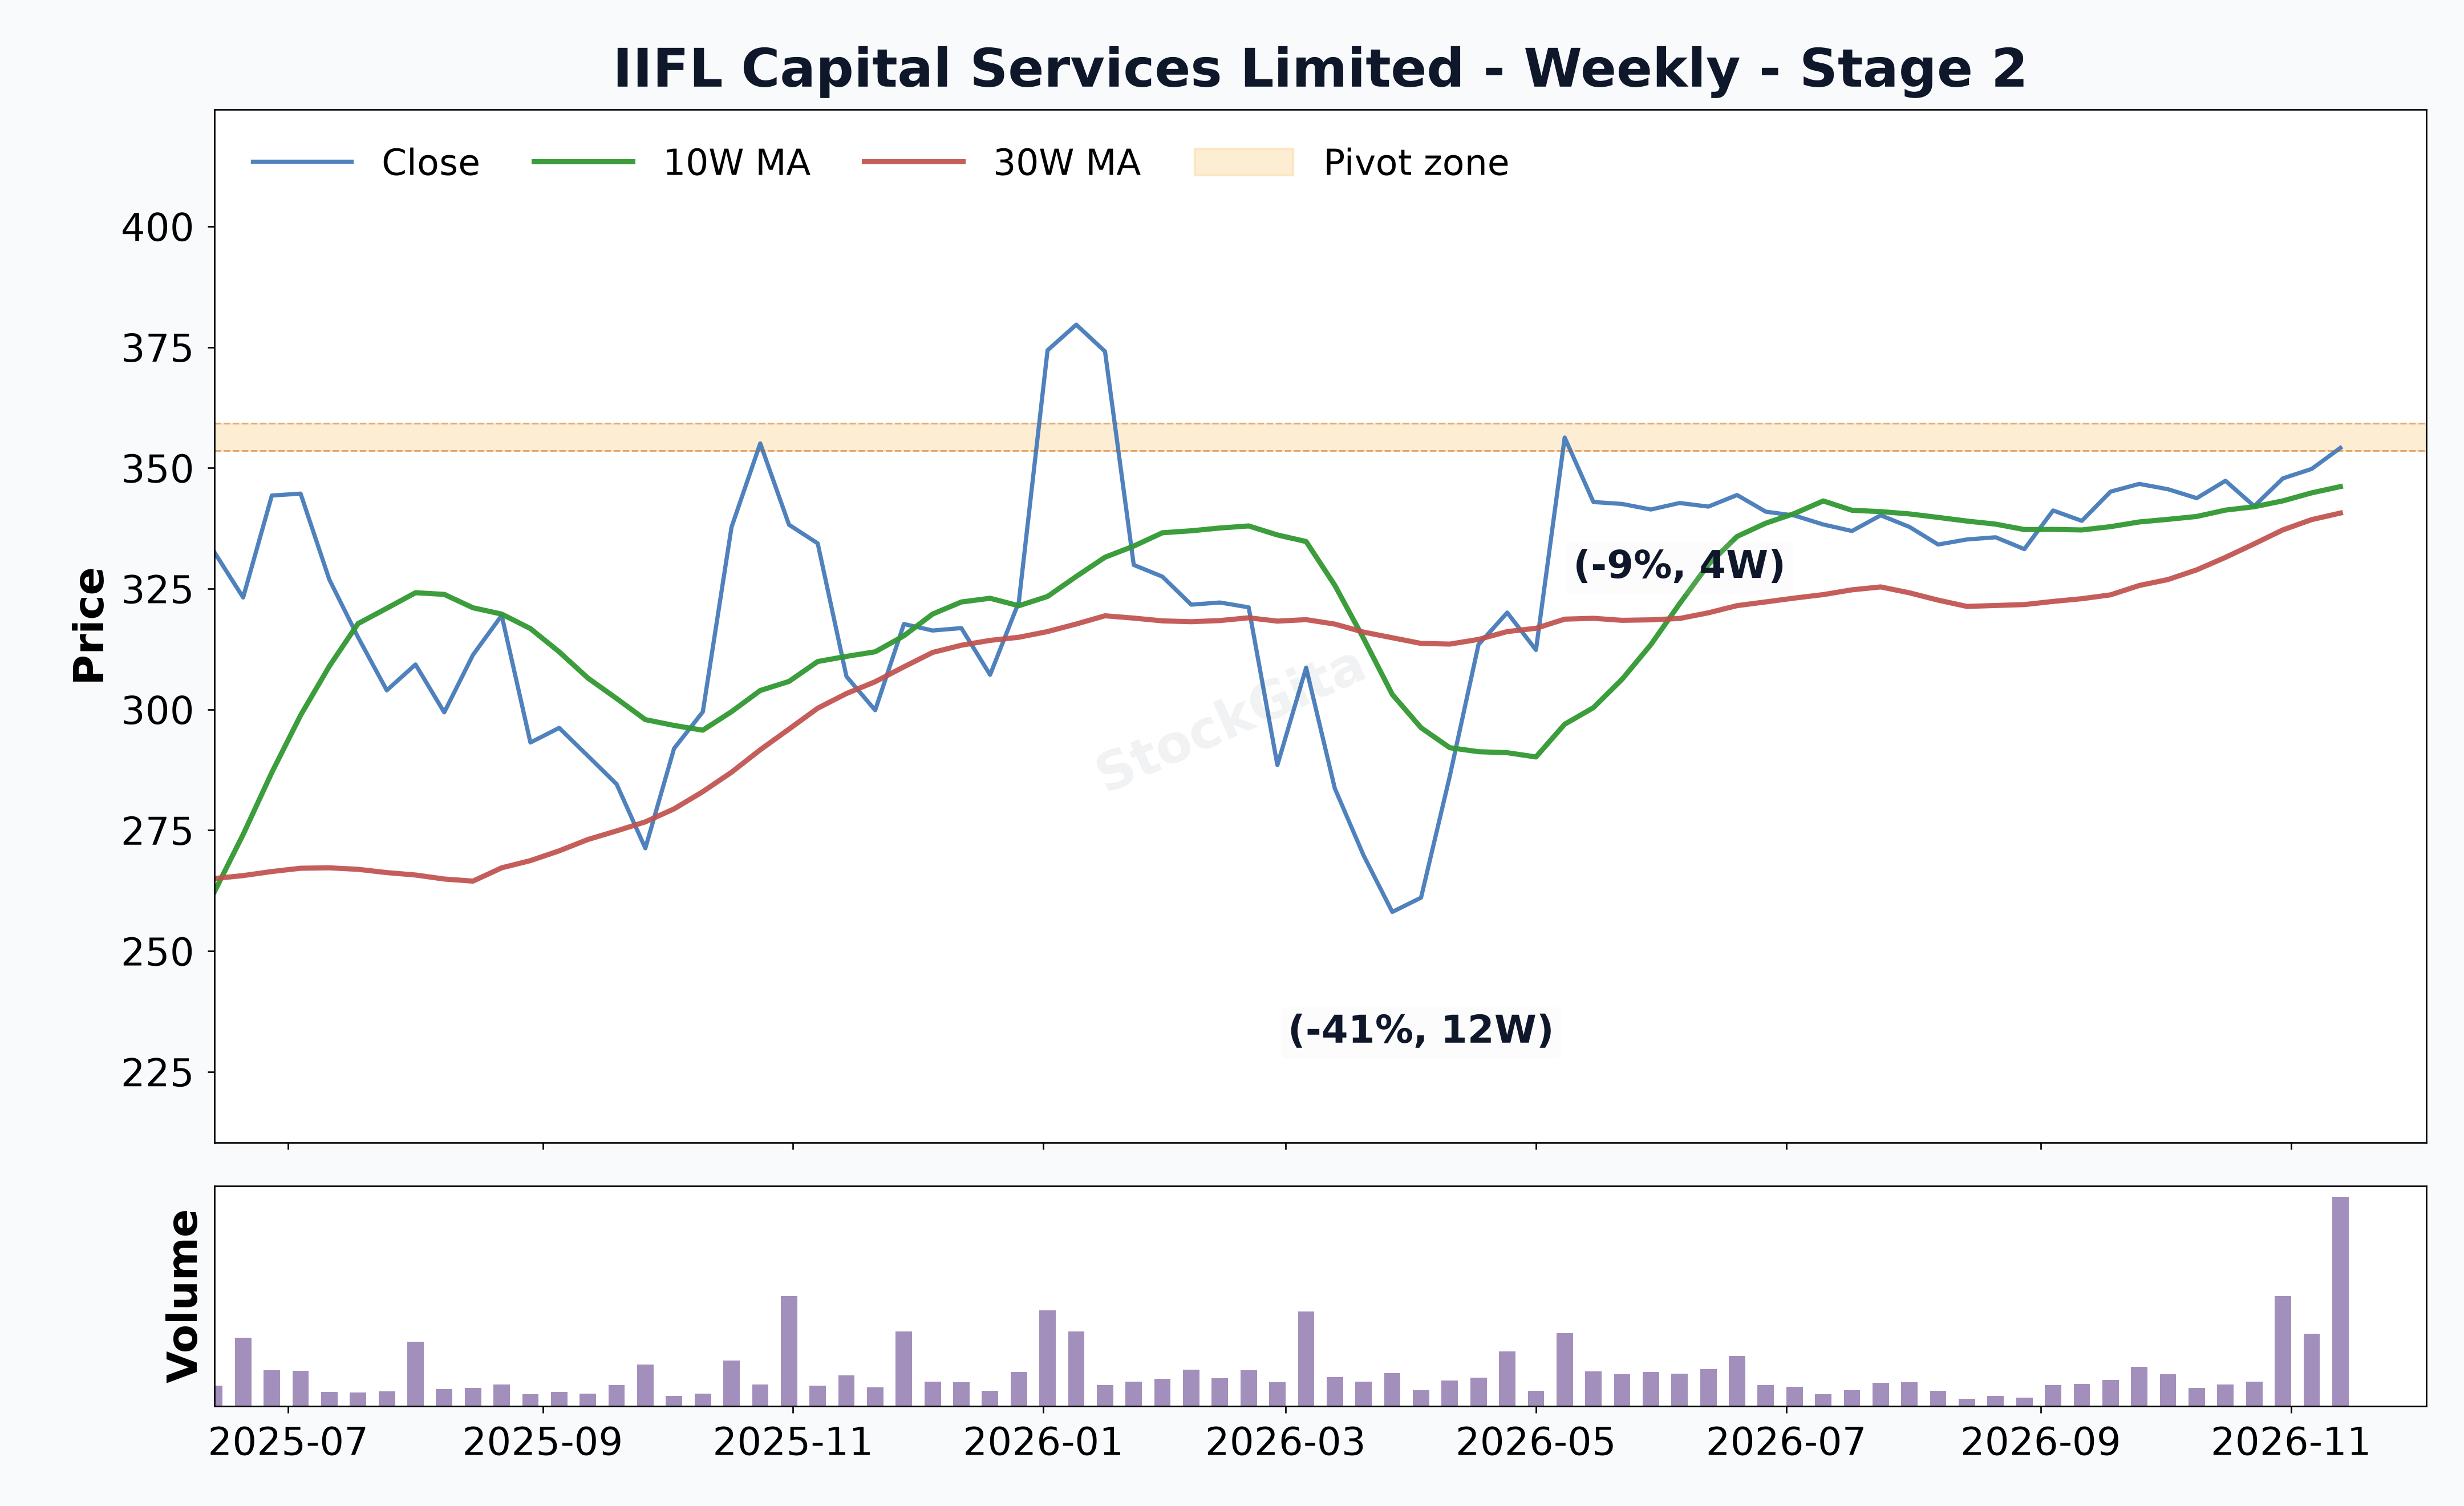 IIFL Capital Services Limited - Weekly - Stage 2
Close 10W MA 30W MA Pivot zone
400
375
350
325
300
275
250
225
Price
(-9%, 4W)
StockGita
(-41%, 12W)
Volume
2025-07 2025-09 2025-11 2026-01 2026-03 2026-05 2026-07 2026-09 2026-11